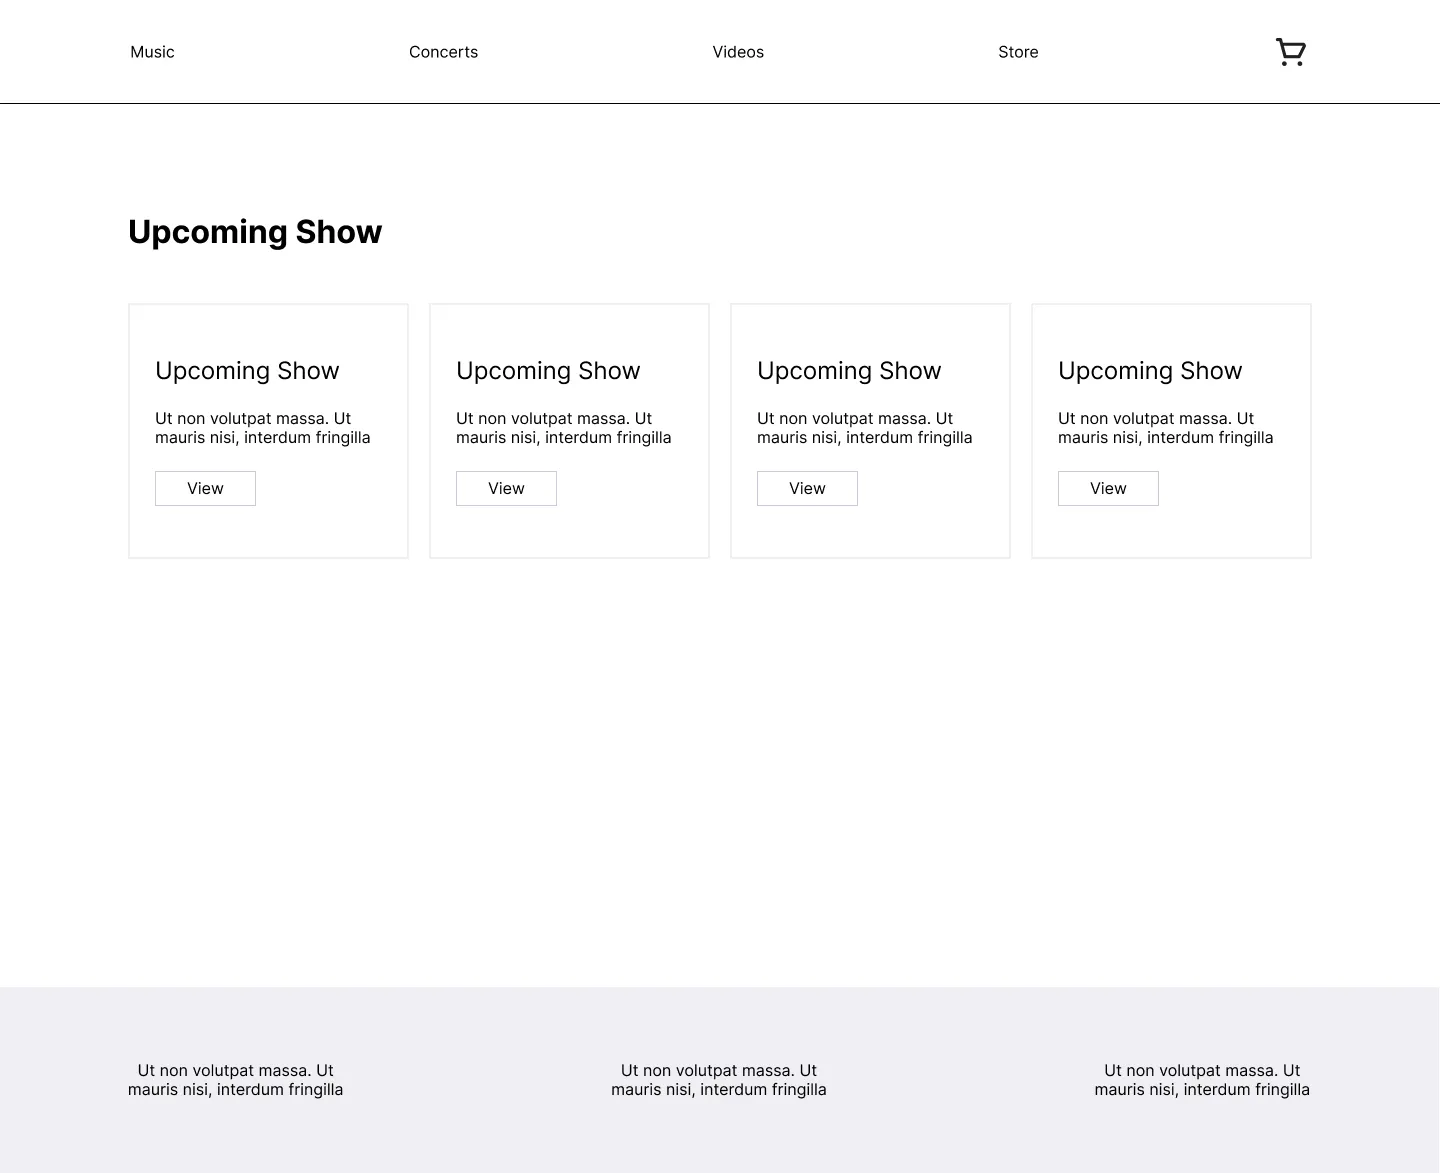 Music
Concerts
Videos
Store
Upcoming Show
Upcoming Show
Ut non volutpat massa. Ut
mauris nisi, interdum fringilla
View
Upcoming Show
Ut non volutpat massa. Ut
mauris nisi, interdum fringilla
View
Upcoming Show
Ut non volutpat massa. Ut
mauris nisi, interdum fringilla
View
Upcoming Show
Ut non volutpat massa. Ut
mauris nisi, interdum fringilla
View
Ut non volutpat massa. Ut
mauris nisi, interdum fringilla
Ut non volutpat massa. Ut
mauris nisi, interdum fringilla
Ut non volutpat massa. Ut
mauris nisi, interdum fringilla